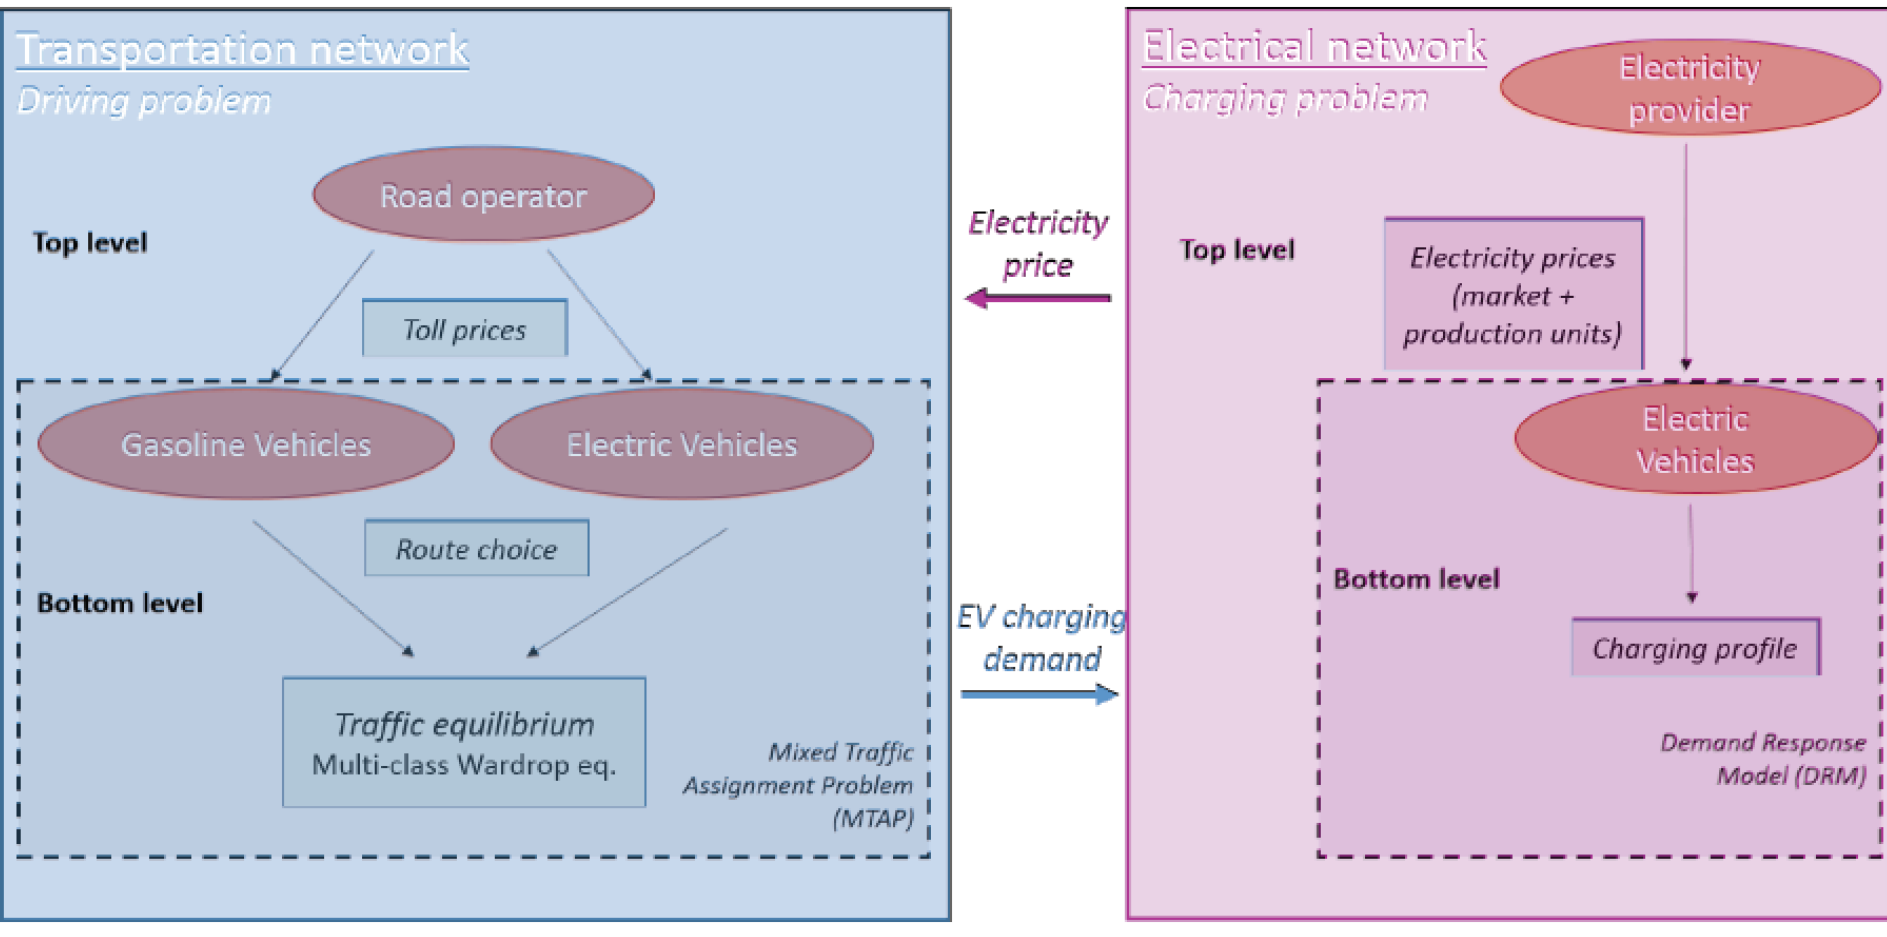 Transportation network
Driving problem
Road operator
Top level
Toll prices
Gasoline Vehicles
Electric Vehicles
Route choice
Bottom level
Traffic equilibrium
Multi-class Wardrop eq.
Mixed Traffic
Assignment Problem
(MTAP)
Electricity
price
EV charging
demand
Electrical network
Charging problem
Electricity
provider
Top level
Electricity prices
(market +
production units)
Electric
Vehicles
Bottom level
Charging profile
Demand Response
Model (DRM)